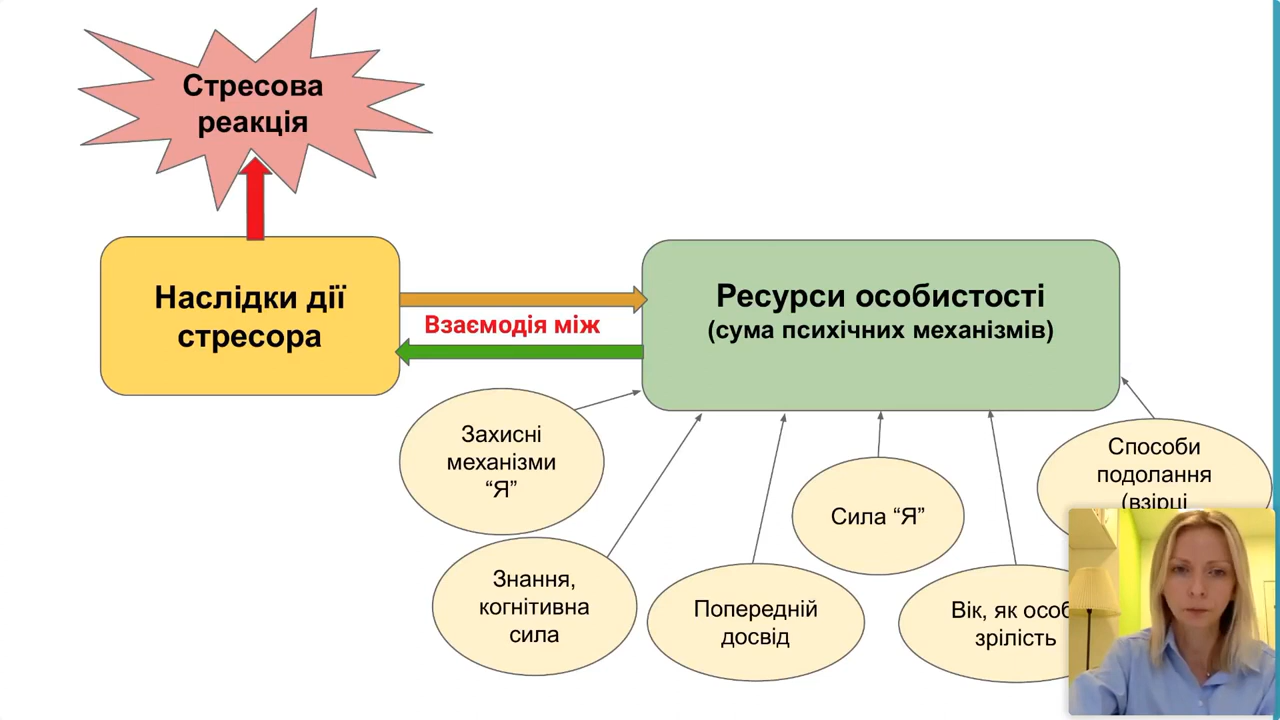 Стресова
реакція
Наслідки дії
стресора
Взаємодія між
Ресурси особистості
(сума психічних механізмів)
Захисні
механізми
“Я”
Знання,
когнітивна
сила
Попередній
досвід
Сила “Я”
Вік, як
зрілість
Способи
подолання
(взірці